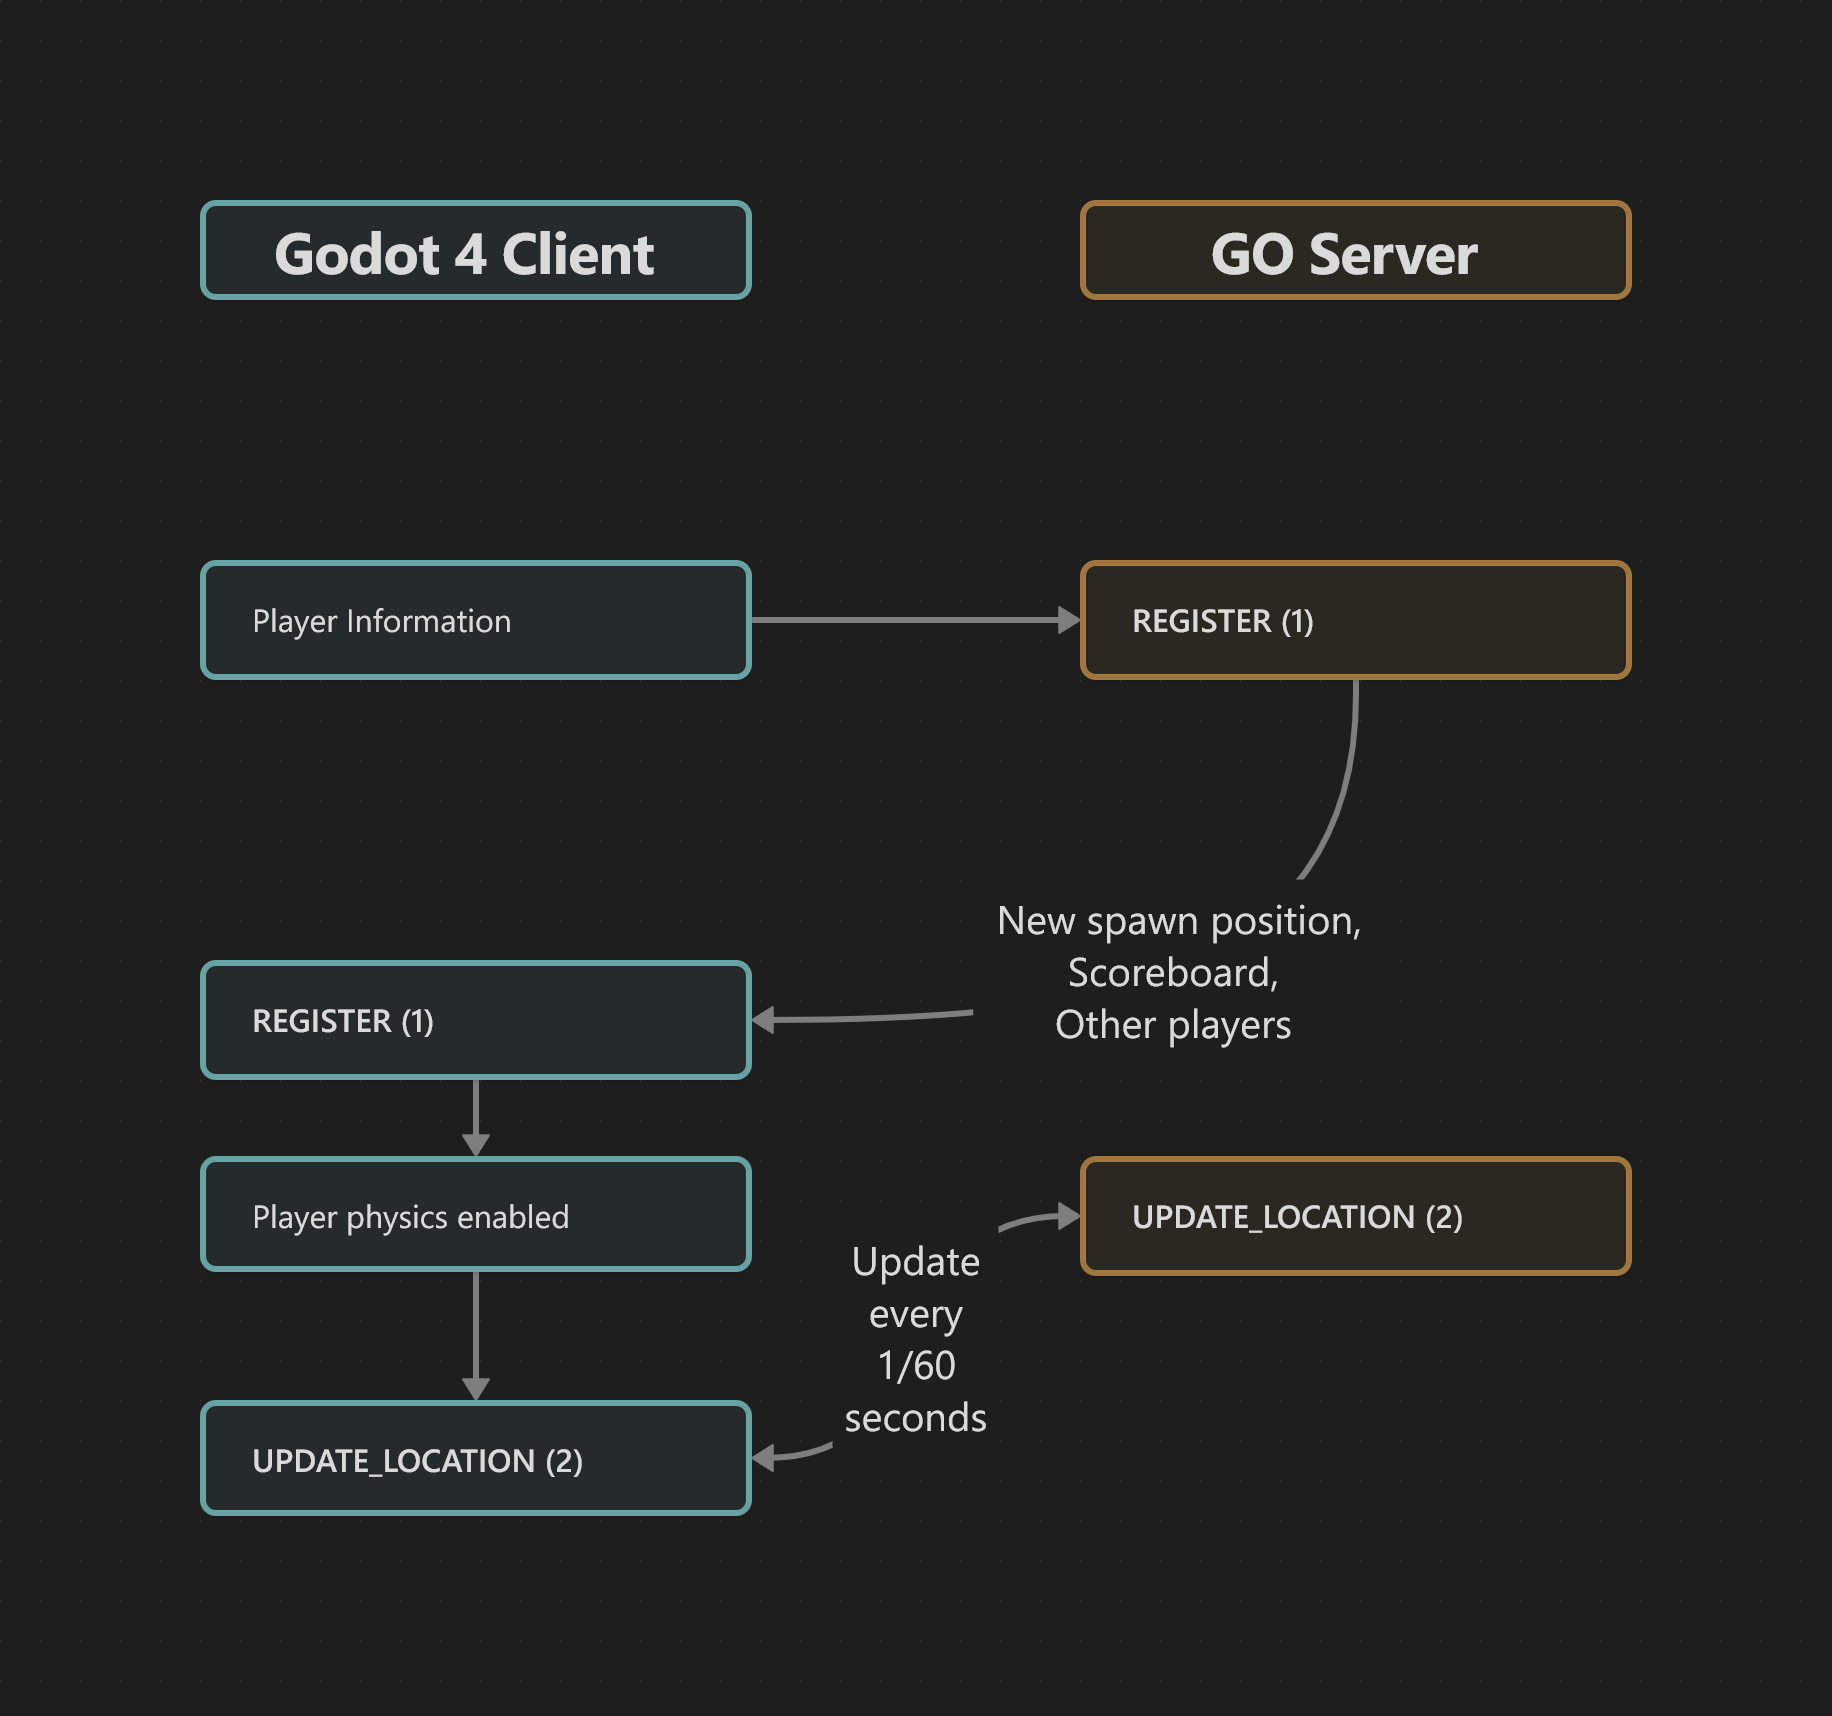 Godot 4 Client
GO Server
Player Information
REGISTER (1)
New spawn position,
Scoreboard,
Other players
REGISTER (1)
Player physics enabled
UPDATE_LOCATION (2)
Update
every
1/60
seconds
UPDATE_LOCATION (2)